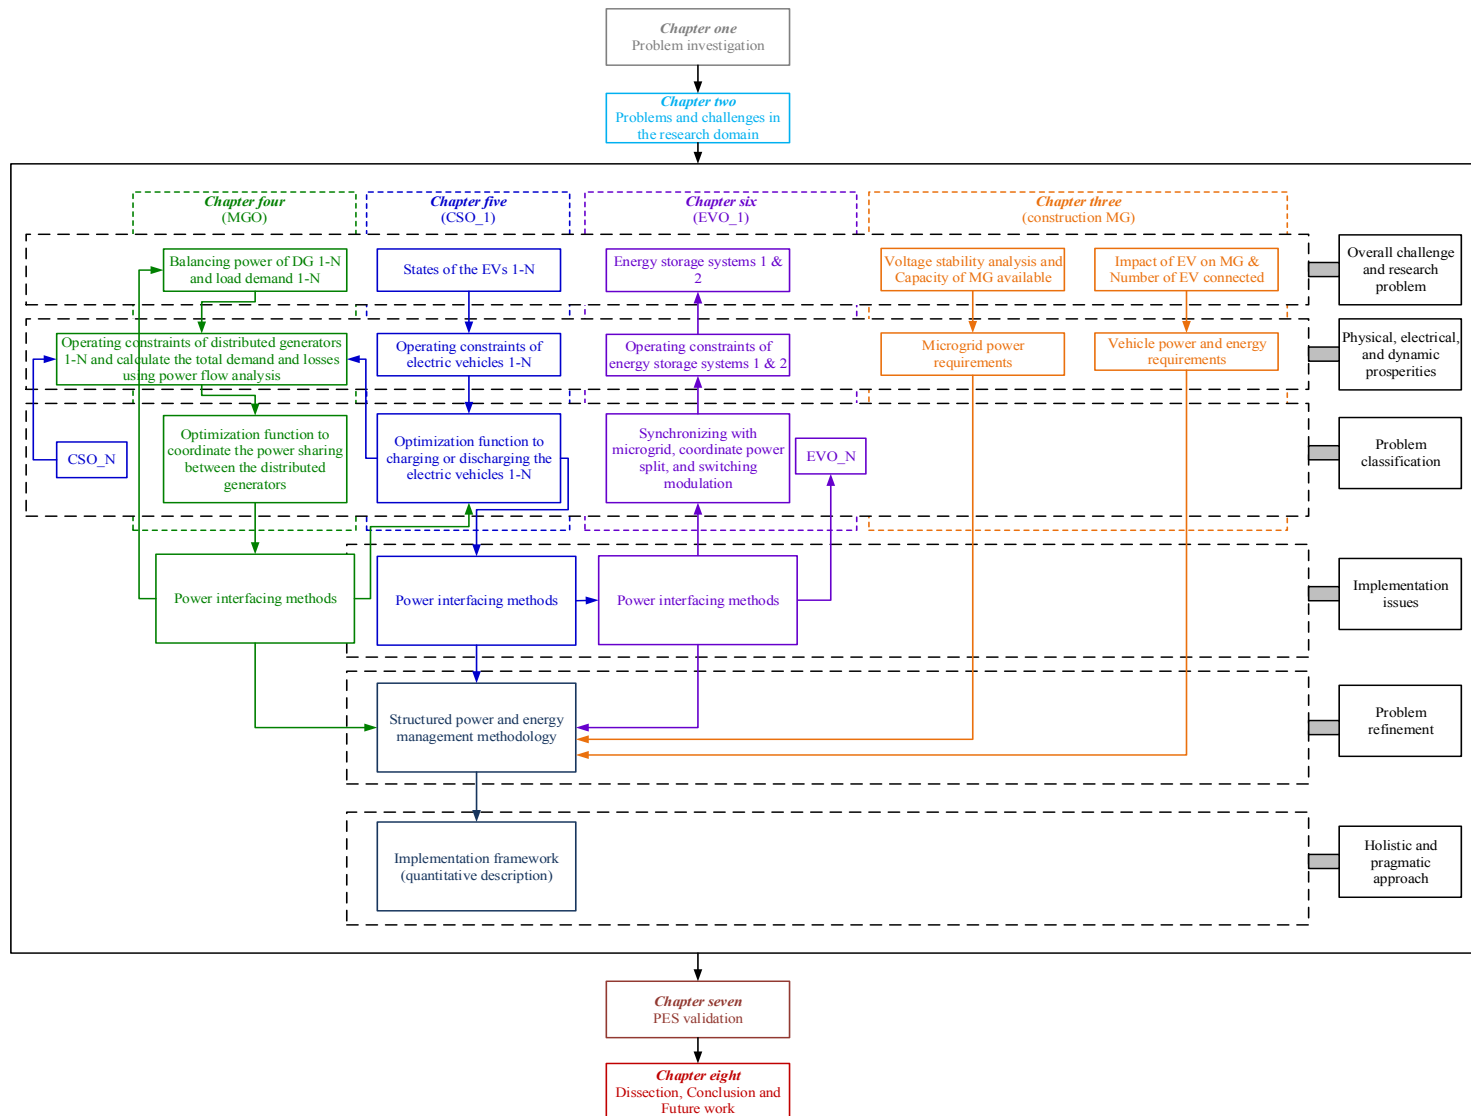 Chapter one
Problem investigation
Chapter two
Problems and challenges in
the research domain
Chapter four
(MGO)
Chapter five
(CSO_1)
Chapter six
(EVO_1)
Chapter three
(construction MG)
Balancing power of DG 1-N
and load demand 1-N
States of the EVs 1-N
Energy storage systems 1 &
2
Voltage stability analysis and
Capacity of MG available
Impact of EV on MG &
Number of EV connected
Overall challenge
and research
problem
Operating constraints of distributed generators
1-N and calculate the total demand and losses
using power flow analysis
Operating constraints of
electric vehicles 1-N
Operating constraints of
energy storage systems 1 & 2
Microgrid power
requirements
Vehicle power and energy
requirements
Physical, electrical,
and dynamic
prosperities
CSO_N
Optimization function to
coordinate the power sharing
between the distributed
generators
Optimization function to
charging or discharging the
electric vehicles 1-N
Synchronizing with
microgrid, coordinate power
split, and switching
modulation
EVO_N
Problem
classification
Power interfacing methods
Power interfacing methods
Power interfacing methods
Implementation
issues
Structured power and energy
management methodology
Problem
refinement
Implementation framework
(quantitative description)
Holistic and
pragmatic
approach
Chapter seven
PES validation
Chapter eight
Dissection, Conclusion and
Future work